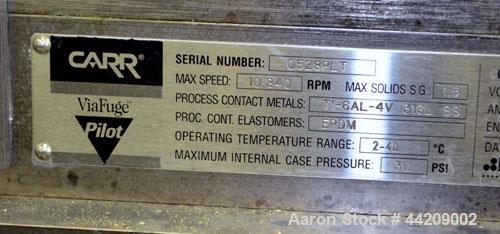 CARR®
ViaFuge®
Pilot
SERIAL NUMBER: 0528PLT
MAX SPEED: 10,840 RPM MAX SOLIDS S G:
PROCESS CONTACT METALS: TI-6AL-4V 316L SS
PROC. CONT. ELASTOMERS: EPDM
OPERATING TEMPERATURE RANGE: 2-40 °C
MAXIMUM INTERNAL CASE PRESSURE: 30 PSI
Aaron Stock # 44209002